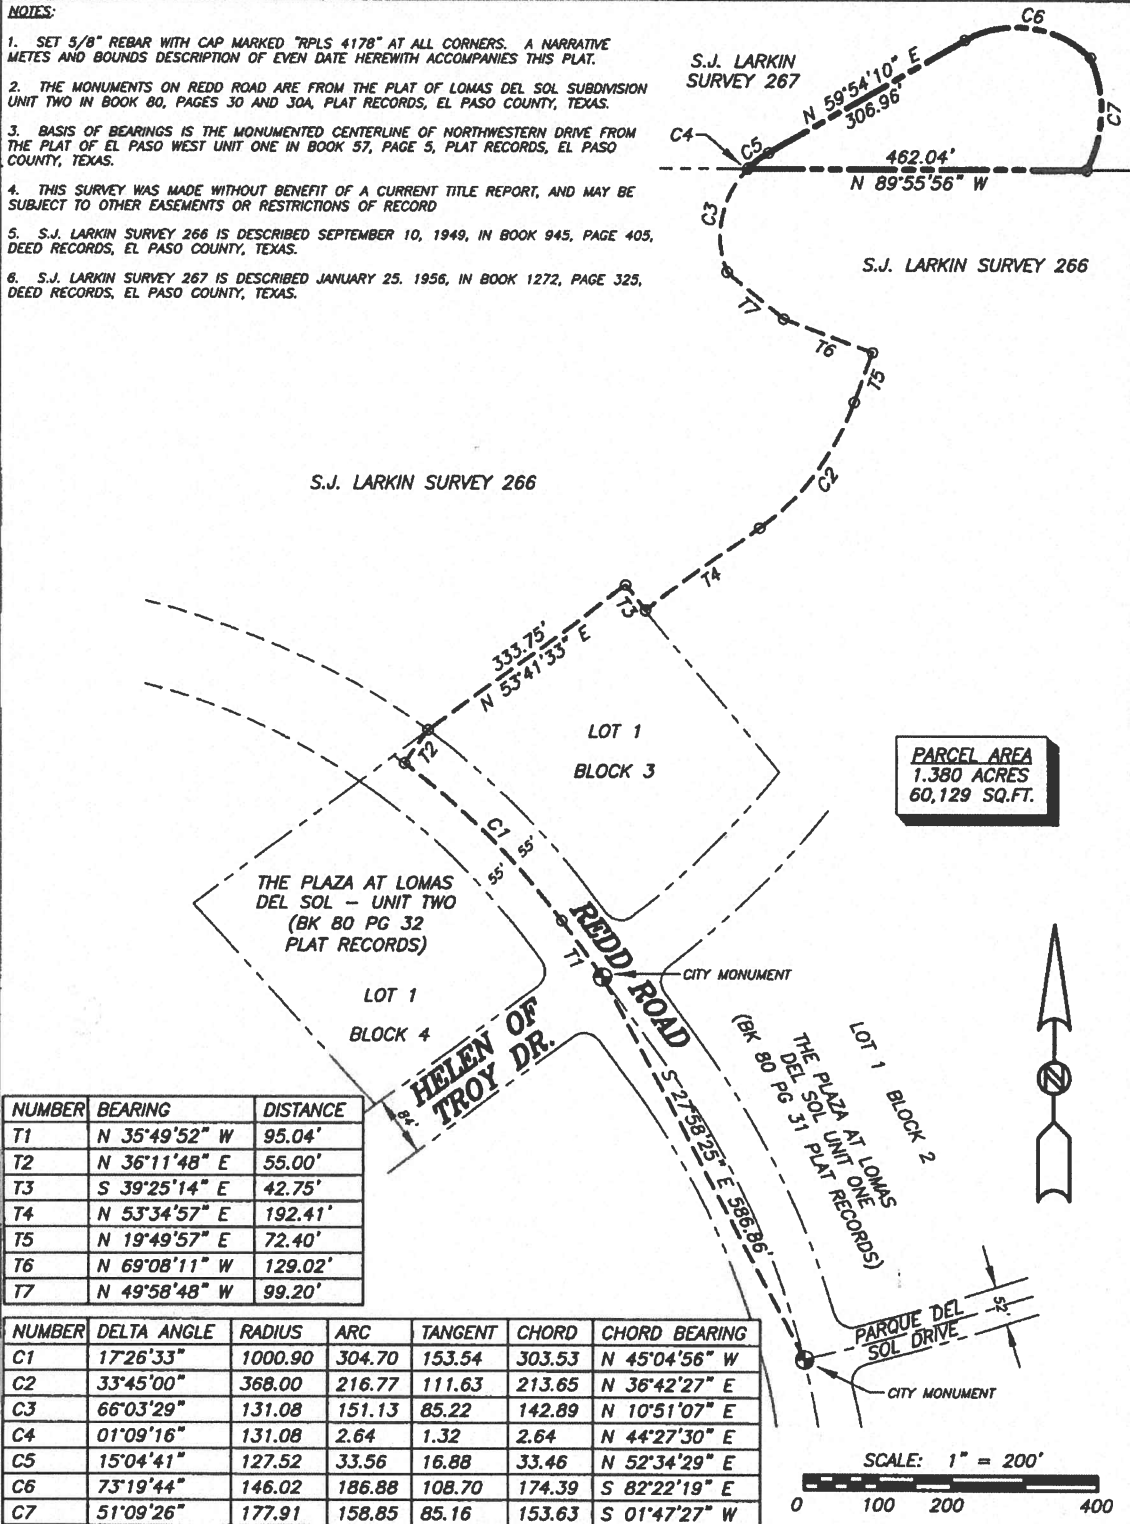 NOTES:
1. SET 5/8" REBAR WITH CAP MARKED "RPLS 4178" AT ALL CORNERS. A NARRATIVE
METES AND BOUNDS DESCRIPTION OF EVEN DATE HEREWITH ACCOMPANIES THIS PLAT.
2. THE MONUMENTS ON REDD ROAD ARE FROM THE PLAT OF LOMAS DEL SOL SUBDIVISION
UNIT TWO IN BOOK 80, PAGES 30 AND 30A, PLAT RECORDS, EL PASO COUNTY, TEXAS.
3. BASIS OF BEARINGS IS THE MONUMENTED CENTERLINE OF NORTHWESTERN DRIVE FROM
THE PLAT OF EL PASO WEST UNIT ONE IN BOOK 57, PAGE 5, PLAT RECORDS, EL PASO
COUNTY, TEXAS.
4. THIS SURVEY WAS MADE WITHOUT BENEFIT OF A CURRENT TITLE REPORT, AND MAY BE
SUBJECT TO OTHER EASEMENTS OR RESTRICTIONS OF RECORD
5. S.J. LARKIN SURVEY 266 IS DESCRIBED SEPTEMBER 10, 1949, IN BOOK 945, PAGE 405,
DEED RECORDS, EL PASO COUNTY, TEXAS.
6. S.J. LARKIN SURVEY 267 IS DESCRIBED JANUARY 25. 1956, IN BOOK 1272, PAGE 325,
DEED RECORDS, EL PASO COUNTY, TEXAS.
S.J. LARKIN
SURVEY 267
C6
N 59°54'10" E
306.96'
C7
C4
C5
462.04'
N 89°55'56" W
C3
S.J. LARKIN SURVEY 266
T7
T6
T5
S.J. LARKIN SURVEY 266
C2
T4
T3
333.75'
N 53°41'33" E
T2
LOT 1
BLOCK 3
PARCEL AREA
1.380 ACRES
60,129 SQ.FT.
C1
55'
55'
THE PLAZA AT LOMAS
DEL SOL - UNIT TWO
(BK 80 PG 32
PLAT RECORDS)
LOT 1
BLOCK 4
REDD ROAD
T1
CITY MONUMENT
HELEN OF
TROY DR.
84'
LOT 1 BLOCK 2
THE PLAZA AT LOMAS
DEL SOL UNIT ONE
(BK 80 PG 31 PLAT RECORDS)
S 27°58'25" E 586.86'
PARQUE DEL
SOL DRIVE
52'
CITY MONUMENT
N
NUMBER BEARING DISTANCE
T1 N 35°49'52" W 95.04'
T2 N 36°11'48" E 55.00'
T3 S 39°25'14" E 42.75'
T4 N 53°34'57" E 192.41'
T5 N 19°49'57" E 72.40'
T6 N 69°08'11" W 129.02'
T7 N 49°58'48" W 99.20'
NUMBER DELTA ANGLE RADIUS ARC TANGENT CHORD CHORD BEARING
C1 17°26'33" 1000.90 304.70 153.54 303.53 N 45°04'56" W
C2 33°45'00" 368.00 216.77 111.63 213.65 N 36°42'27" E
C3 66°03'29" 131.08 151.13 85.22 142.89 N 10°51'07" E
C4 01°09'16" 131.08 2.64 1.32 2.64 N 44°27'30" E
C5 15°04'41" 127.52 33.56 16.88 33.46 N 52°34'29" E
C6 73°19'44" 146.02 186.88 108.70 174.39 S 82°22'19" E
C7 51°09'26" 177.91 158.85 85.16 153.63 S 01°47'27" W
SCALE: 1" = 200'
0 100 200 400